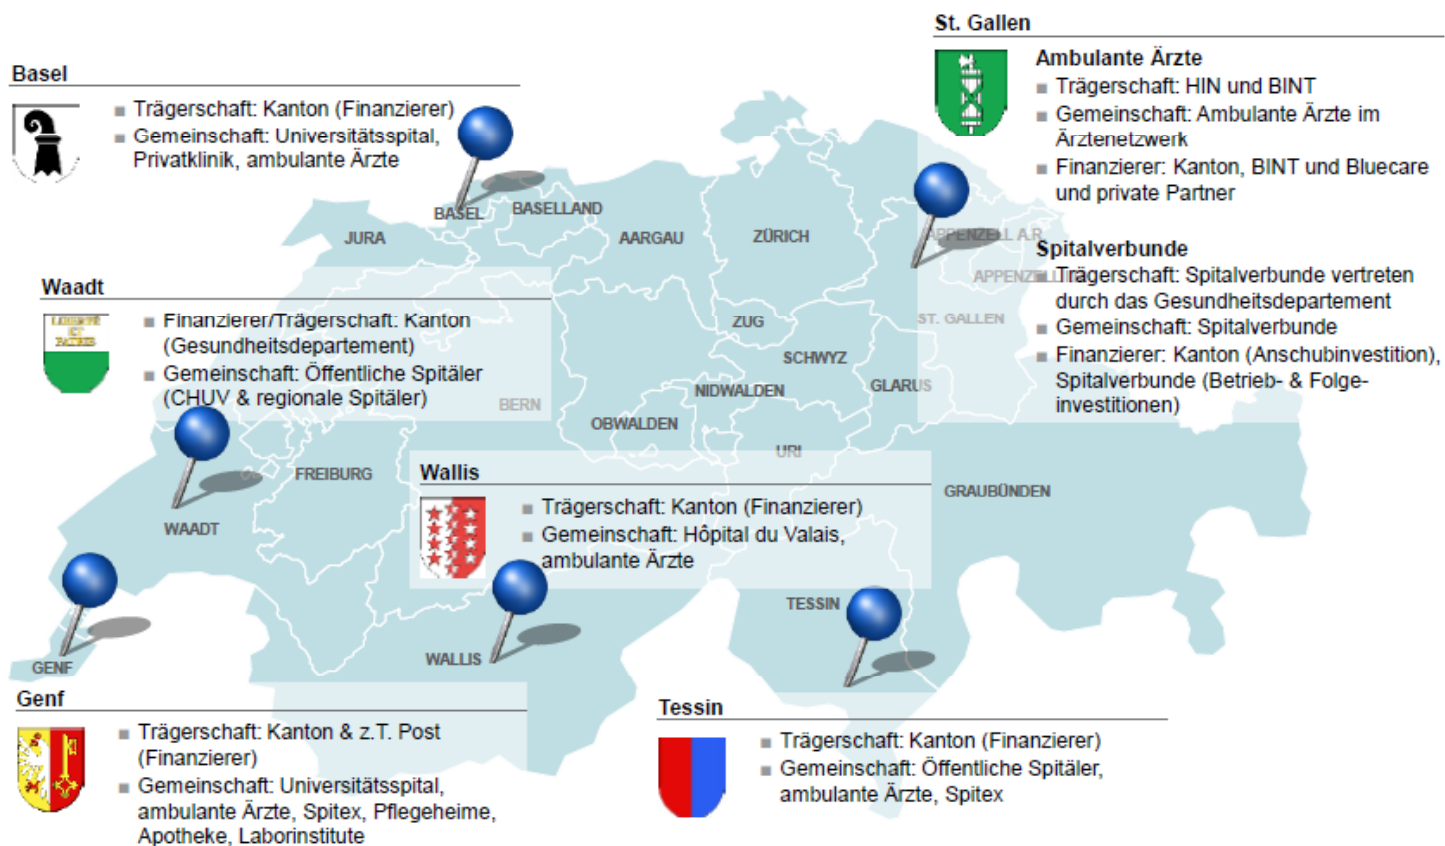 St. Gallen
Ambulante Ärzte
Trägerschaft: HIN und BINT
Gemeinschaft: Ambulante Ärzte im
Ärztenetzwerk
Finanzierer: Kanton, BINT und Bluecare
und private Partner
Spitalverbunde
Trägerschaft: Spitalverbunde vertreten
durch das Gesundheitsdepartement
Gemeinschaft: Spitalverbunde
Finanzierer: Kanton (Anschubinvestition),
Spitalverbunde (Betrieb- & Folge-
investitionen)
Basel
Trägerschaft: Kanton (Finanzierer)
Gemeinschaft: Universitätsspital,
Privatklinik, ambulante Ärzte
BASEL
BASELLAND
JURA
AARGAU
ZÜRICH
APPENZELL A.R.
ZUG
ST. GALLEN
SCHWYZ
GLARUS
NIDWALDEN
BERN
OBWALDEN
URI
FREIBURG
GRAUBÜNDEN
WAADT
TESSIN
WALLIS
GENF
Waadt
LIBERTÉ
ET
PATRIE
Finanzierer/Trägerschaft: Kanton
(Gesundheitsdepartement)
Gemeinschaft: Öffentliche Spitäler
(CHUV & regionale Spitäler)
Wallis
Trägerschaft: Kanton (Finanzierer)
Gemeinschaft: Hôpital du Valais,
ambulante Ärzte
Genf
Trägerschaft: Kanton & z.T. Post
(Finanzierer)
Gemeinschaft: Universitätsspital,
ambulante Ärzte, Spitex, Pflegeheime,
Apotheke, Laborinstitute
Tessin
Trägerschaft: Kanton (Finanzierer)
Gemeinschaft: Öffentliche Spitäler,
ambulante Ärzte, Spitex